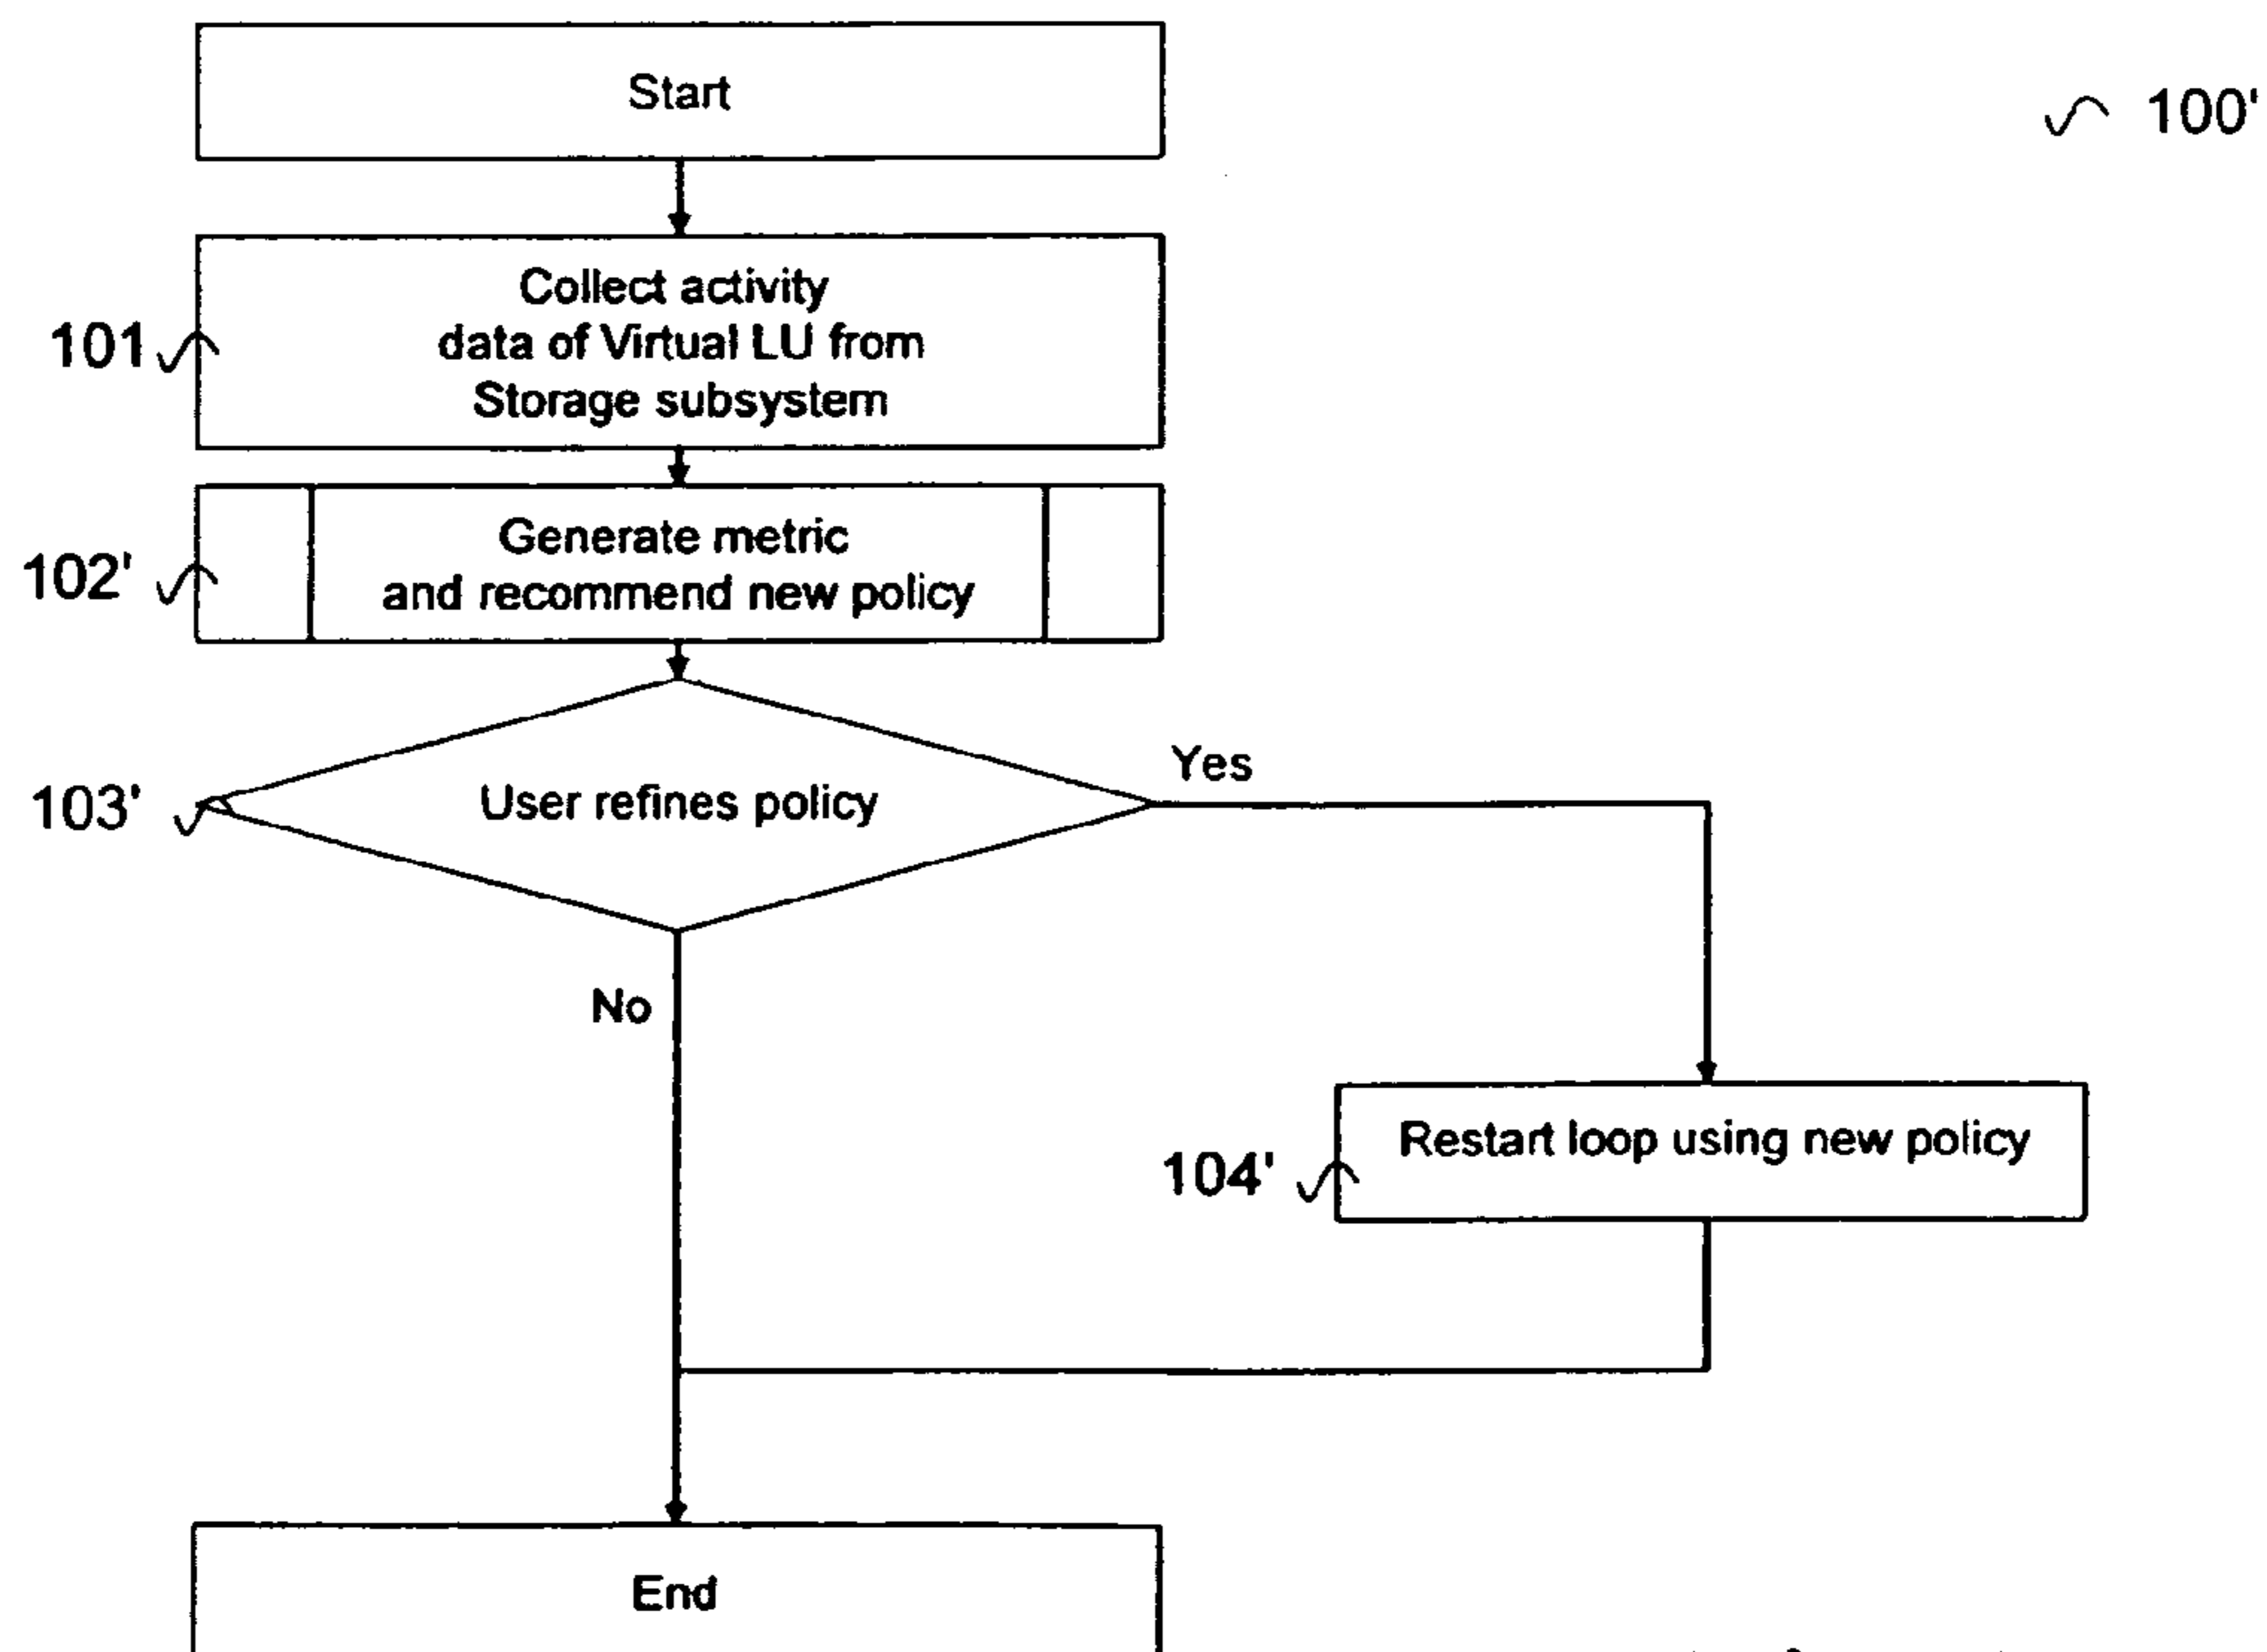 Start
100'
101
Collect activity
data of Virtual LU from
Storage subsystem
102'
Generate metric
and recommend new policy
103'
User refines policy
Yes
No
104'
Restart loop using new policy
End